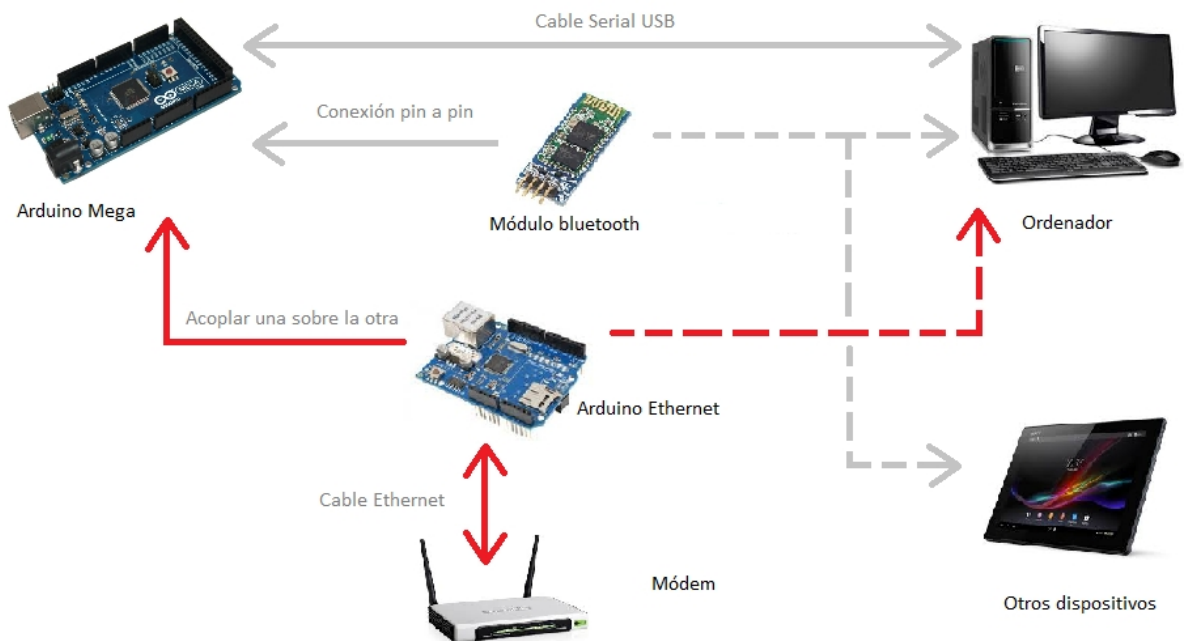 Cable Serial USB
Conexión pin a pin
Arduino Mega
Módulo bluetooth
Ordenador
Acoplar una sobre la otra
Arduino Ethernet
Cable Ethernet
Módem
Otros dispositivos